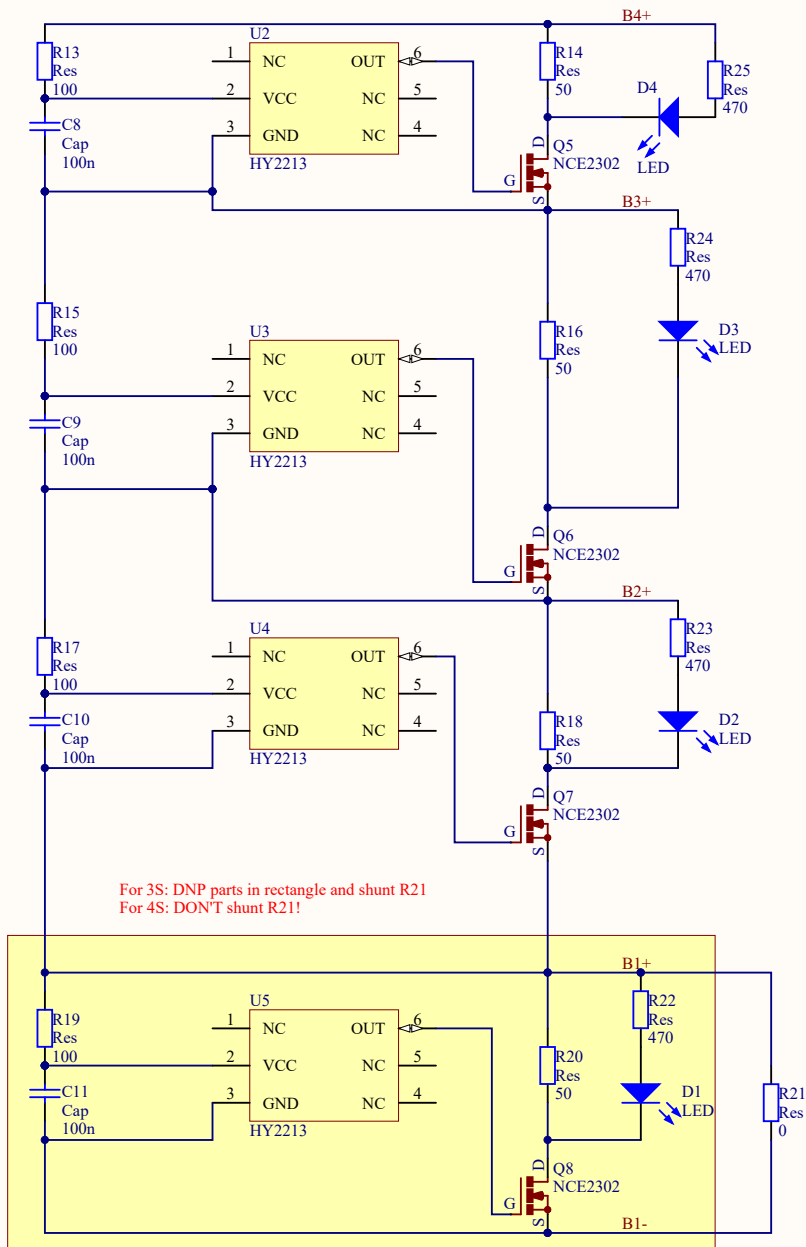 B4+
U2
R13
Res
100
1
NC
OUT
6
R14
Res
50
R25
Res
470
D4
LED
2
VCC
NC
5
C8
Cap
100n
3
GND
NC
4
HY2213
D
Q5
NCE2302
G
S
B3+
R24
Res
470
R15
Res
100
U3
1
NC
OUT
6
R16
Res
50
D3
LED
2
VCC
NC
5
C9
Cap
100n
3
GND
NC
4
HY2213
D
Q6
NCE2302
G
S
B2+
R23
Res
470
R17
Res
100
U4
1
NC
OUT
6
2
VCC
NC
5
C10
Cap
100n
3
GND
NC
4
HY2213
R18
Res
50
D2
LED
D
Q7
NCE2302
G
S
For 3S: DNP parts in rectangle and shunt R21
For 4S: DON'T shunt R21!
B1+
R22
Res
470
R19
Res
100
U5
1
NC
OUT
6
2
VCC
NC
5
C11
Cap
100n
3
GND
NC
4
HY2213
R20
Res
50
D1
LED
R21
Res
0
D
Q8
NCE2302
G
S
B1-